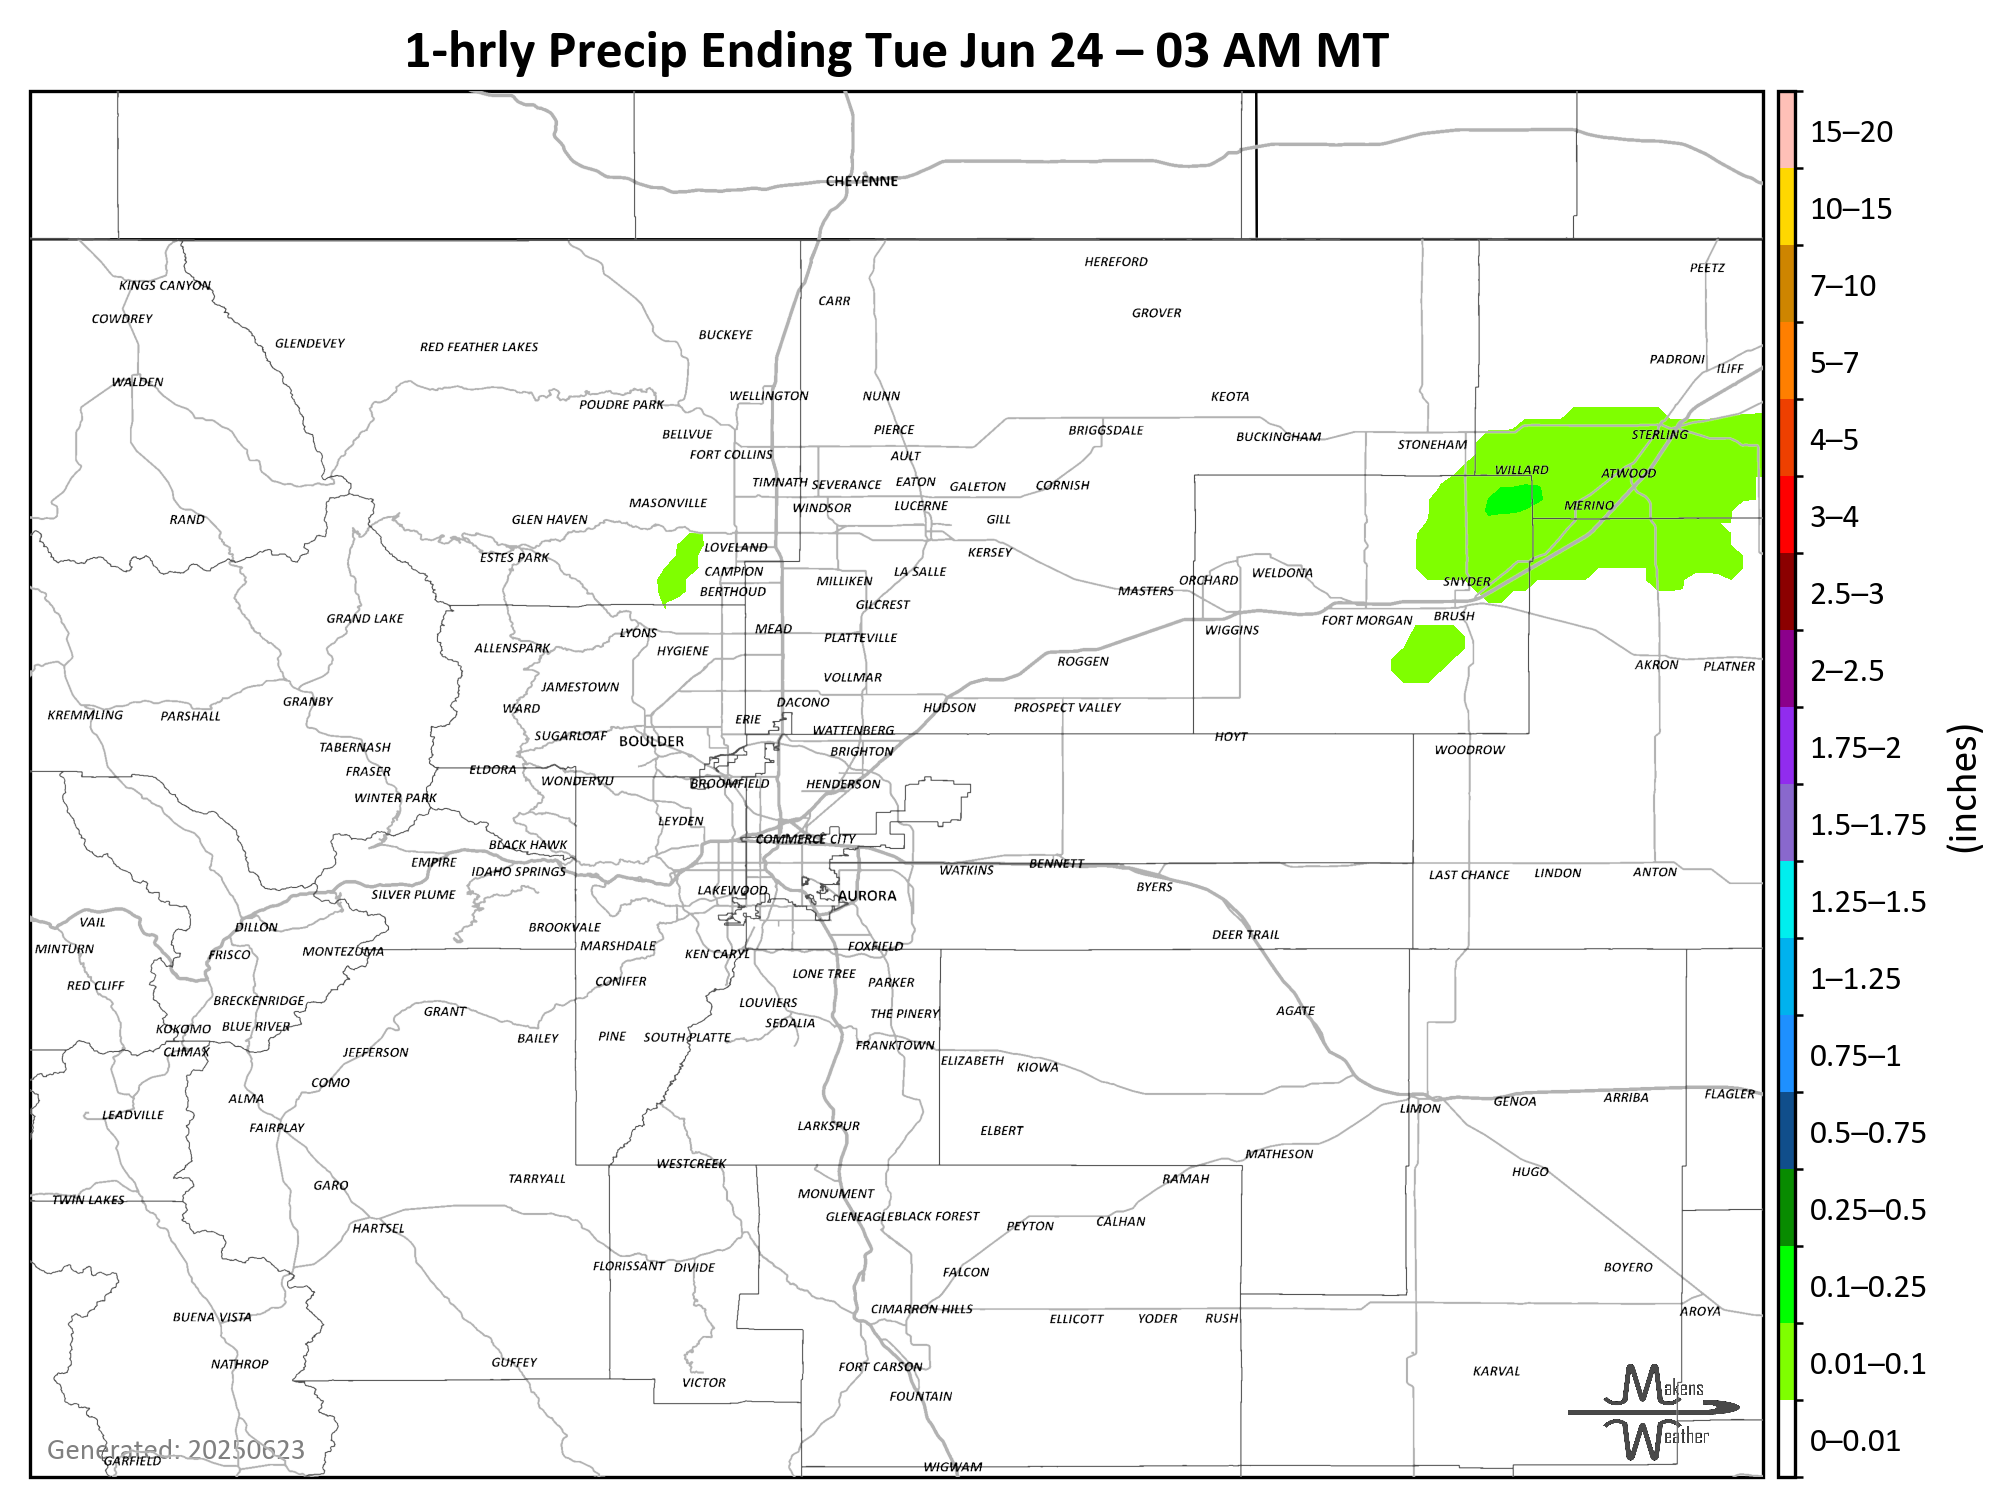 1-hrly Precip Ending Tue Jun 24 – 03 AM MT
CHEYENNE
HEREFORD
PEETZ
KINGS CANYON
CARR
COWDREY
GROVER
GLENDEVEY
RED FEATHER LAKES
BUCKEYE
PADRONI
ILIFF
WALDEN
POUDRE PARK
WELLINGTON
NUNN
KEOTA
BELLVUE
PIERCE
BRIGGSDALE
BUCKINGHAM
STONEHAM
STERLING
FORT COLLINS
AULT
WILLARD
ATWOOD
TIMNATH
SEVERANCE
EATON
GALETON
CORNISH
MASONVILLE
WINDSOR
LUCERNE
MERINO
RAND
GLEN HAVEN
GILL
ESTES PARK
LOVELAND
KERSEY
CAMPION
MILLIKEN
LA SALLE
ORCHARD
WELDONA
SNYDER
BERTHOUD
MASTERS
GILCREST
GRAND LAKE
LYONS
MEAD
PLATTEVILLE
WIGGINS
FORT MORGAN
BRUSH
ALLENSPARK
HYGIENE
ROGGEN
AKRON
PLATNER
JAMESTOWN
VOLLMAR
KREMMLING
PARSHALL
GRANBY
WARD
DACONO
HUDSON
PROSPECT VALLEY
ERIE
SUGARLOAF
BOULDER
WATTENBERG
HOYT
TABERNASH
BRIGHTON
WOODROW
FRASER
ELDORA
WONDERVU
BROOMFIELD
HENDERSON
WINTER PARK
LEYDEN
BLACK HAWK
COMMERCE CITY
EMPIRE
IDAHO SPRINGS
WATKINS
BENNETT
LAST CHANCE
LINDON
ANTON
SILVER PLUME
LAKEWOOD
AURORA
BYERS
VAIL
DILLON
BROOKVALE
DEER TRAIL
MINTURN
FRISCO
MONTEZUMA
MARSHDALE
KEN CARYL
FOXFIELD
RED CLIFF
CONIFER
LONE TREE
PARKER
BRECKENRIDGE
GRANT
LOUVIERS
THE PINERY
AGATE
KOKOMO
BLUE RIVER
SEDALIA
CLIMAX
JEFFERSON
BAILEY
PINE
SOUTH PLATTE
FRANKTOWN
ELIZABETH
KIOWA
COMO
LEADVILLE
ALMA
LIMON
GENOA
ARRIBA
FLAGLER
FAIRPLAY
LARKSPUR
ELBERT
WESTCREEK
MATHESON
TWIN LAKES
GARO
TARRYALL
MONUMENT
RAMAH
HUGO
HARTSEL
GLENEAGLE
BLACK FOREST
PEYTON
CALHAN
FLORISSANT
DIVIDE
FALCON
BOYERO
BUENA VISTA
CIMARRON HILLS
ELLICOTT
YODER
RUSH
AROYA
NATHROP
GUFFEY
VICTOR
FORT CARSON
FOUNTAIN
KARVAL
Generated: 20250623
GARFIELD
WIGWAM
Makens
Weather
15–20
10–15
7–10
5–7
4–5
3–4
2.5–3
2–2.5
1.75–2
1.5–1.75
1.25–1.5
1–1.25
0.75–1
0.5–0.75
0.25–0.5
0.1–0.25
0.01–0.1
0–0.01
(inches)